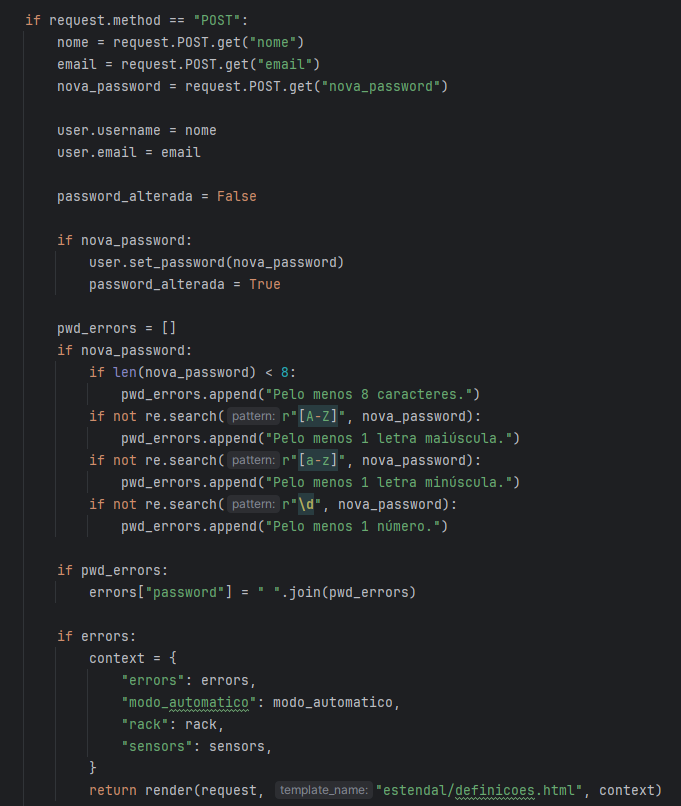 if request.method == "POST":
    nome = request.POST.get("nome")
    email = request.POST.get("email")
    nova_password = request.POST.get("nova_password")
    user.username = nome
    user.email = email
    password_alterada = False
    if nova_password:
        user.set_password(nova_password)
        password_alterada = True
    pwd_errors = []
    if nova_password:
        if len(nova_password) < 8:
            pwd_errors.append("Pelo menos 8 caracteres.")
        if not re.search( pattern: r"[A-Z]", nova_password):
            pwd_errors.append("Pelo menos 1 letra maiúscula.")
        if not re.search( pattern: r"[a-z]", nova_password):
            pwd_errors.append("Pelo menos 1 letra minúscula.")
        if not re.search( pattern: r"\d", nova_password):
            pwd_errors.append("Pelo menos 1 número.")
    if pwd_errors:
        errors["password"] = " ".join(pwd_errors)
    if errors:
        context = {
            "errors": errors,
            "modo_automatico": modo_automatico,
            "rack": rack,
            "sensors": sensors,
        }
        return render(request, template_name: "estendal/definicoes.html", context)